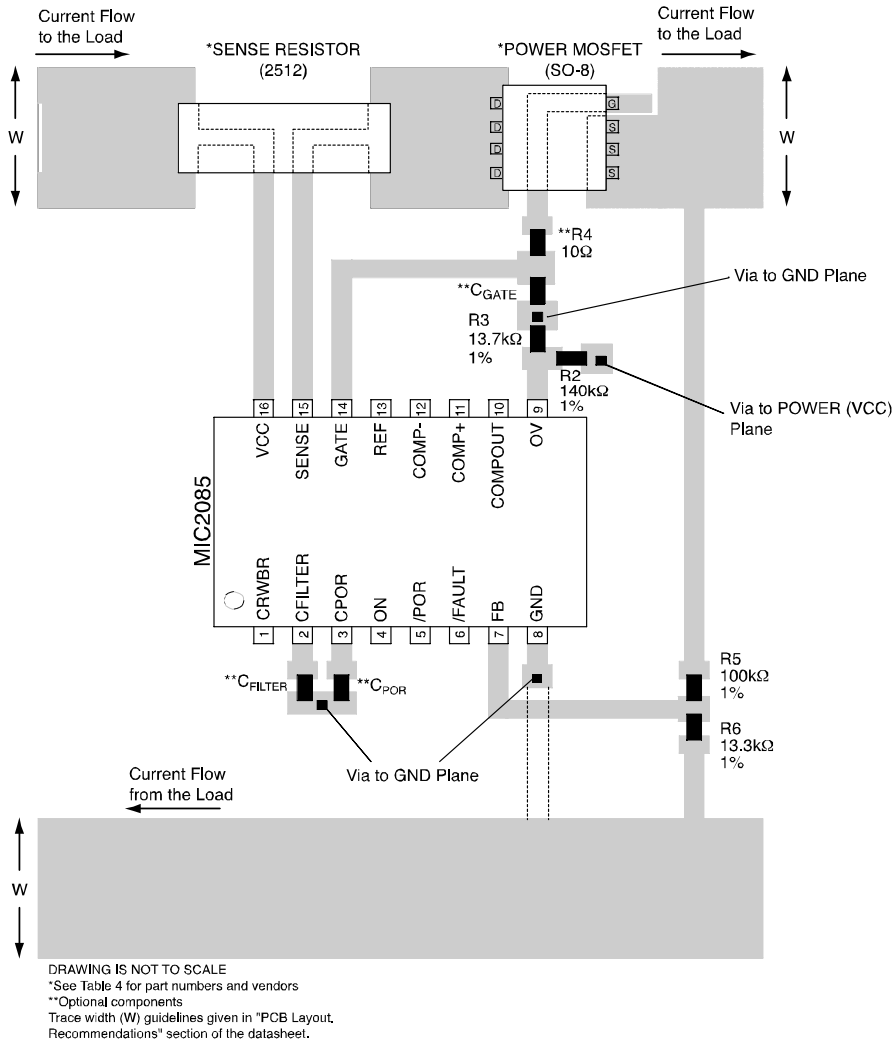 Current Flow
to the Load
*SENSE RESISTOR
(2512)
*POWER MOSFET
(SO-8)
Current Flow
to the Load
W
W
D
D
D
D
G
S
S
S
**R4
10Ω
**CGATE
Via to GND Plane
R3
13.7kΩ
1%
R2
140kΩ
1%
Via to POWER (VCC)
Plane
16 15 14 13 12 11 10 9
VCC SENSE GATE REF COMP- COMP+ COMPOUT OV
MIC2085
CRWBR CFILTER CPOR ON /POR /FAULT FB GND
1 2 3 4 5 6 7 8
**CFILTER
**CPOR
R5
100kΩ
1%
R6
13.3kΩ
1%
Via to GND Plane
Current Flow
from the Load
W
DRAWING IS NOT TO SCALE
*See Table 4 for part numbers and vendors
**Optional components
Trace width (W) guidelines given in "PCB Layout
Recommendations" section of the datasheet.